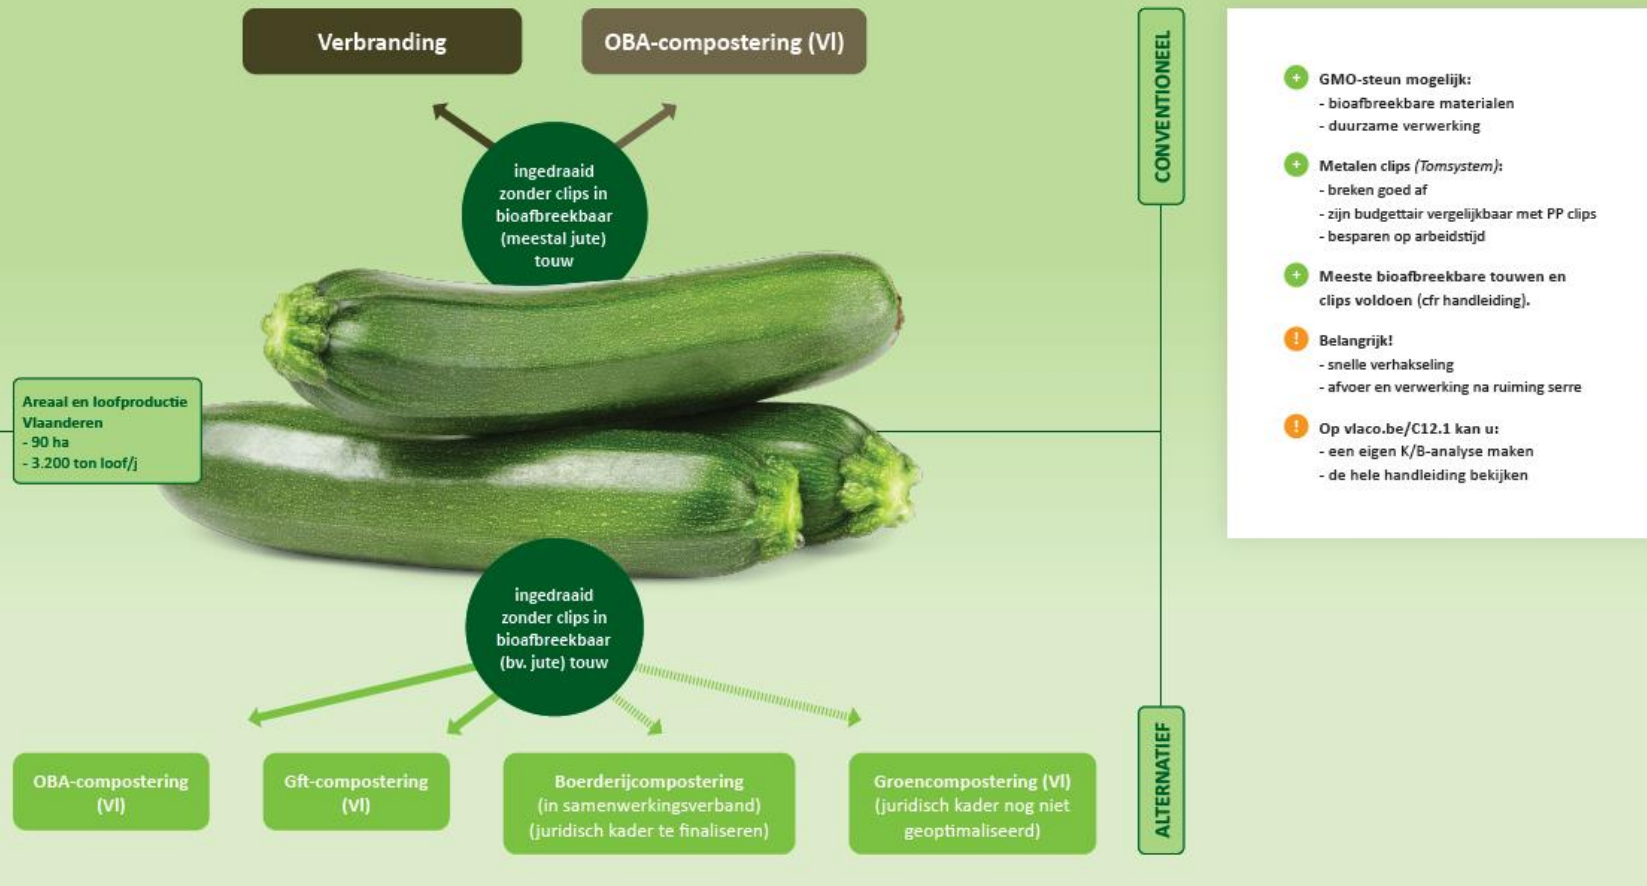 Verbranding
OBA-compostering (Vl)
ingedraaid
zonder clips in
bioafbreekbaar
(meestal jute)
touw
Areaal en loofproductie
Vlaanderen
- 90 ha
- 3.200 ton loof/j
ingedraaid
zonder clips in
bioafbreekbaar
(bv. jute) touw
OBA-compostering
(Vl)
Gft-compostering
(Vl)
Boerderijcompostering
(in samenwerkingsverband)
(juridisch kader te finaliseren)
Groencompostering (Vl)
(juridisch kader nog niet
geoptimaliseerd)
CONVENTIONEEL
ALTERNATIEF
+ GMO-steun mogelijk:
- bioafbreekbare materialen
- duurzame verwerking
+ Metalen clips (Tomsystem):
- breken goed af
- zijn budgettair vergelijkbaar met PP clips
- besparen op arbeidstijd
+ Meeste bioafbreekbare touwen en
clips voldoen (cfr handleiding).
! Belangrijk!
- snelle verhakseling
- afvoer en verwerking na ruiming serre
! Op vlaco.be/C12.1 kan u:
- een eigen K/B-analyse maken
- de hele handleiding bekijken